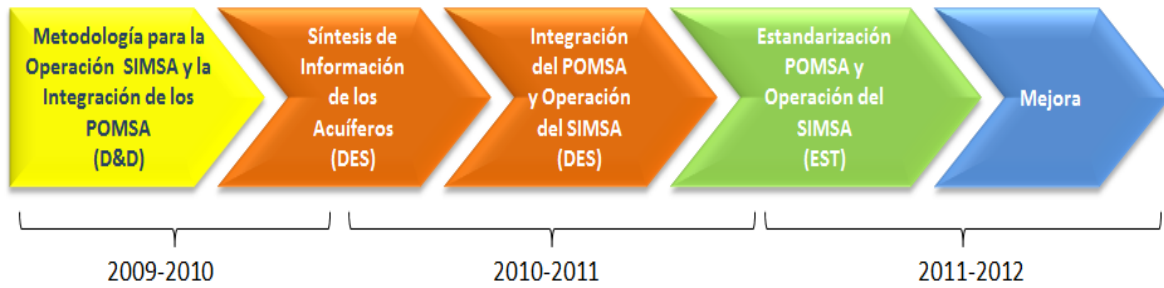 Metodología para la
Operación SIMSA y la
Integración de los
POMSA
(D&D)
Síntesis de
Información
de los
Acuíferos
(DES)
Integración
del POMSA
y Operación
del SIMSA
(DES)
Estandarización
POMSA y
Operación del
SIMSA
(EST)
Mejora
2009-2010
2010-2011
2011-2012